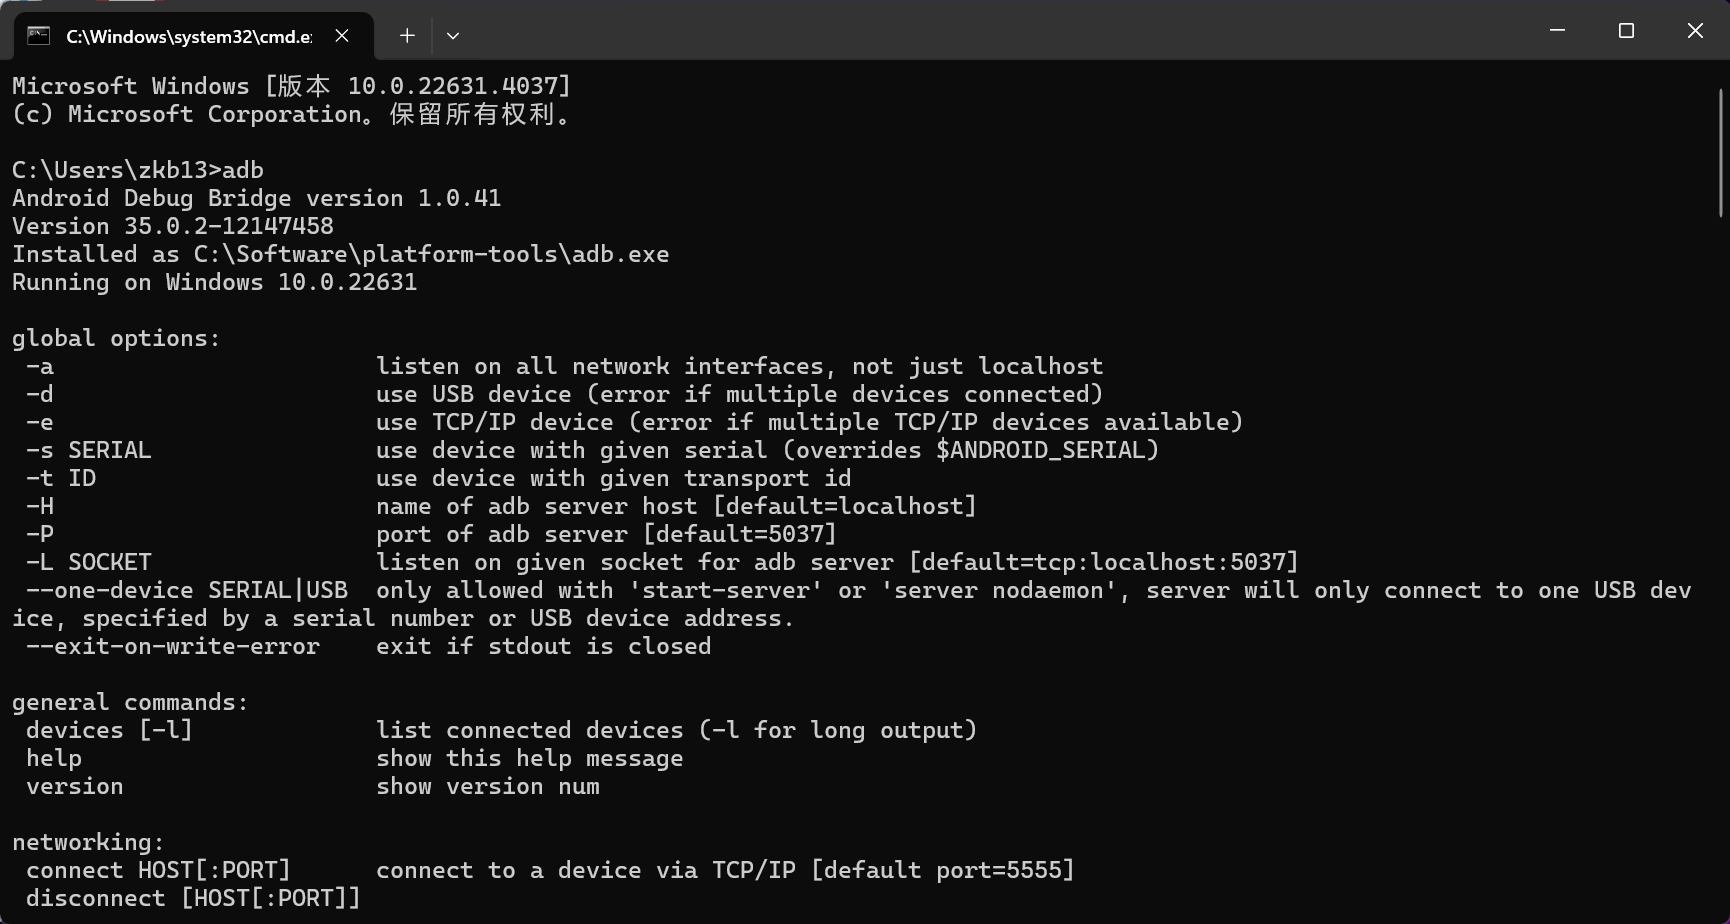 C:\Windows\system32\cmd.e
Microsoft Windows [版本 10.0.22631.4037]
(c) Microsoft Corporation。保留所有权利。
C:\Users\zkb13>adb
Android Debug Bridge version 1.0.41
Version 35.0.2-12147458
Installed as C:\Software\platform-tools\adb.exe
Running on Windows 10.0.22631
global options:
 -a                       listen on all network interfaces, not just localhost
 -d                       use USB device (error if multiple devices connected)
 -e                       use TCP/IP device (error if multiple TCP/IP devices available)
 -s SERIAL                use device with given serial (overrides $ANDROID_SERIAL)
 -t ID                    use device with given transport id
 -H                       name of adb server host [default=localhost]
 -P                       port of adb server [default=5037]
 -L SOCKET                listen on given socket for adb server [default=tcp:localhost:5037]
 --one-device SERIAL|USB  only allowed with 'start-server' or 'server nodaemon', server will only connect to one USB dev
ice, specified by a serial number or USB device address.
 --exit-on-write-error    exit if stdout is closed
general commands:
 devices [-l]             list connected devices (-l for long output)
 help                     show this help message
 version                  show version num
networking:
 connect HOST[:PORT]      connect to a device via TCP/IP [default port=5555]
 disconnect [HOST[:PORT]]